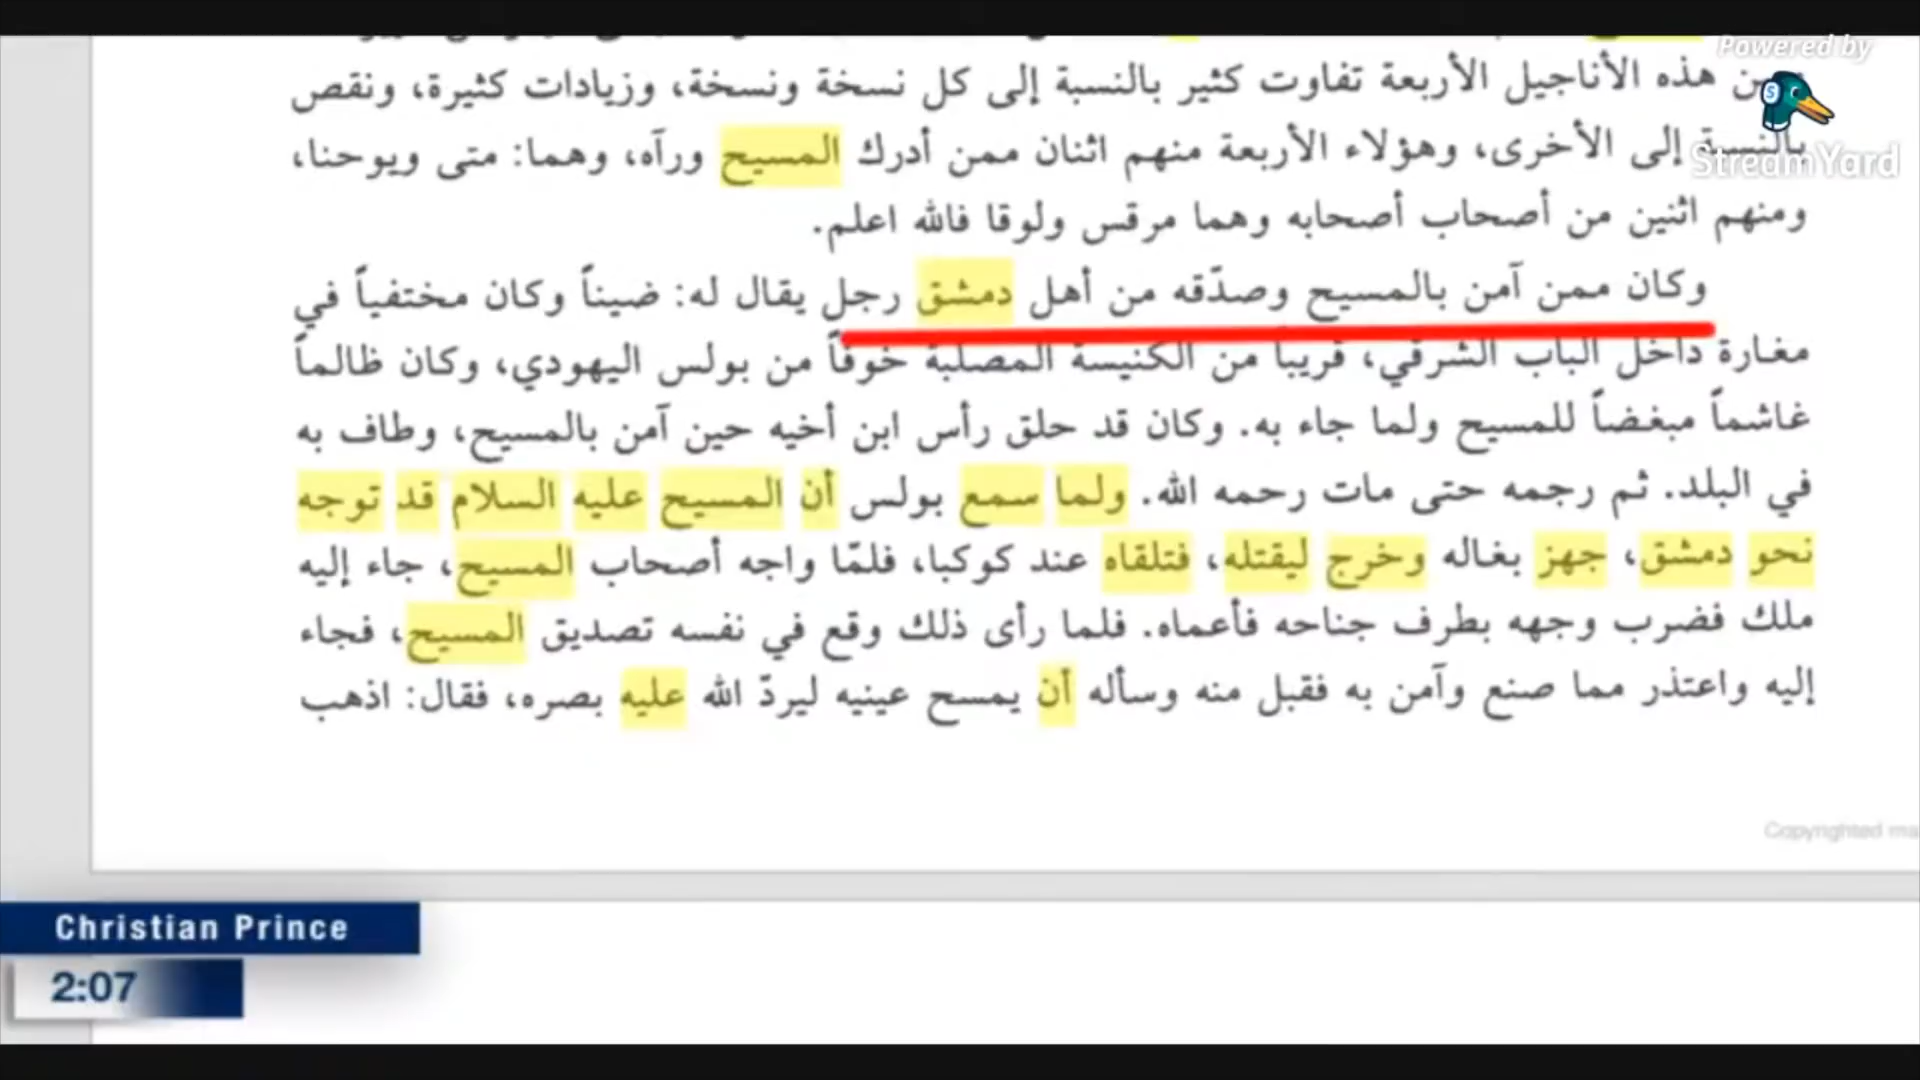 Powered by
StreamYard
هذه الأناجيل الأربعة تفاوت كثير بالنسبة إلى كل نسخة ونسخة، وزيادات كثيرة، ونقص
بالنسبة إلى الأخرى، وهؤلاء الأربعة منهم اثنان ممن أدرك المسيح ورآه، وهما: متى ويوحنا،
ومنهم اثنين من أصحاب أصحابه وهما مرقس ولوقا فالله اعلم.
وكان ممن آمن بالمسيح وصدّقه من أهل دمشق رجل يقال له: ضيناً وكان مختفياً في
مغارة داخل الباب الشرقي، قريباً من الكنيسة المصلبة خوفاً من بولس اليهودي، وكان ظالماً
غاشماً مبغضاً للمسيح ولما جاء به. وكان قد حلق رأس ابن أخيه حين آمن بالمسيح، وطاف به
في البلد. ثم رجمه حتى مات رحمه الله. ولما سمع بولس أن المسيح عليه السلام قد توجه
نحو دمشق، جهز بغاله وخرج ليقتله، فتلقاه عند كوكبا، فلمّا واجه أصحاب المسيح، جاء إليه
ملك فضرب وجهه بطرف جناحه فأعماه. فلما رأى ذلك وقع في نفسه تصديق المسيح، فجاء
إليه واعتذر مما صنع وآمن به فقبل منه وسأله أن يمسح عينيه ليردّ الله عليه بصره، فقال: اذهب
Copyrighted
Christian Prince
2:07